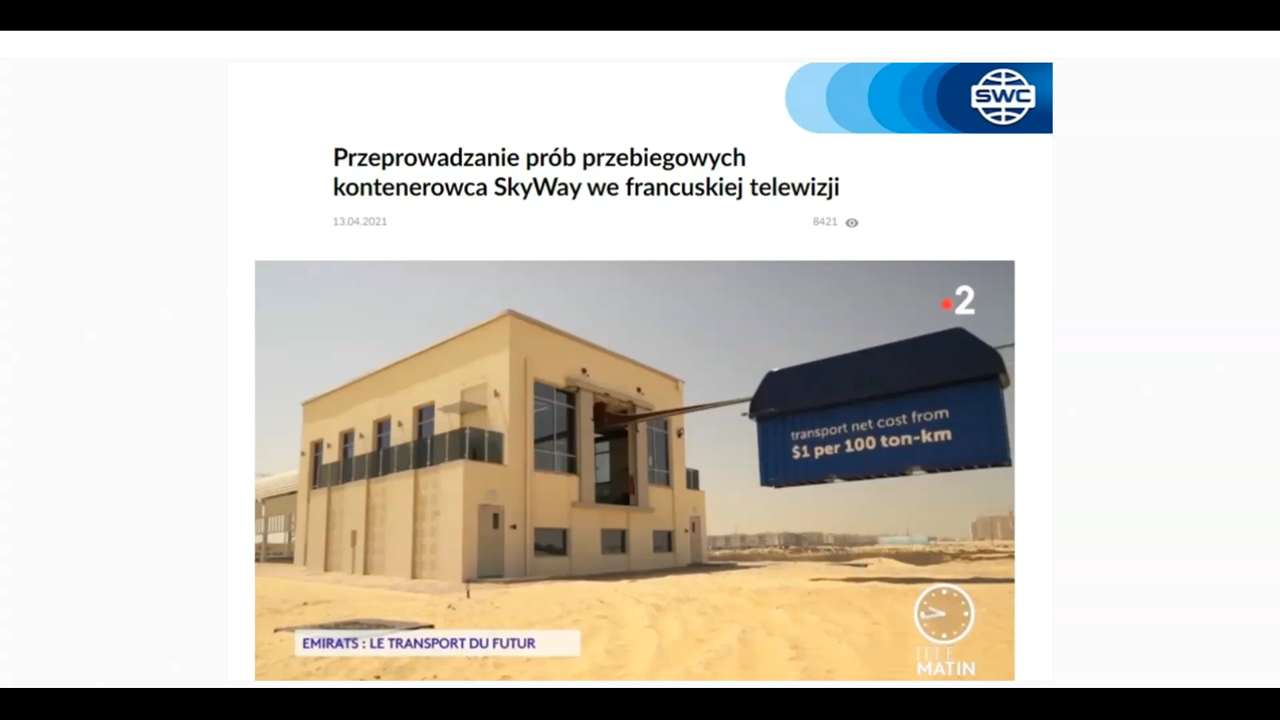 SWC
Przeprowadzanie prób przebiegowych
kontenerowca SkyWay we francuskiej telewizji
13.04.2021
8421
2
transport net cost from
$1 per 100 ton-km
EMIRATS : LE TRANSPORT DU FUTUR
TELE
MATIN